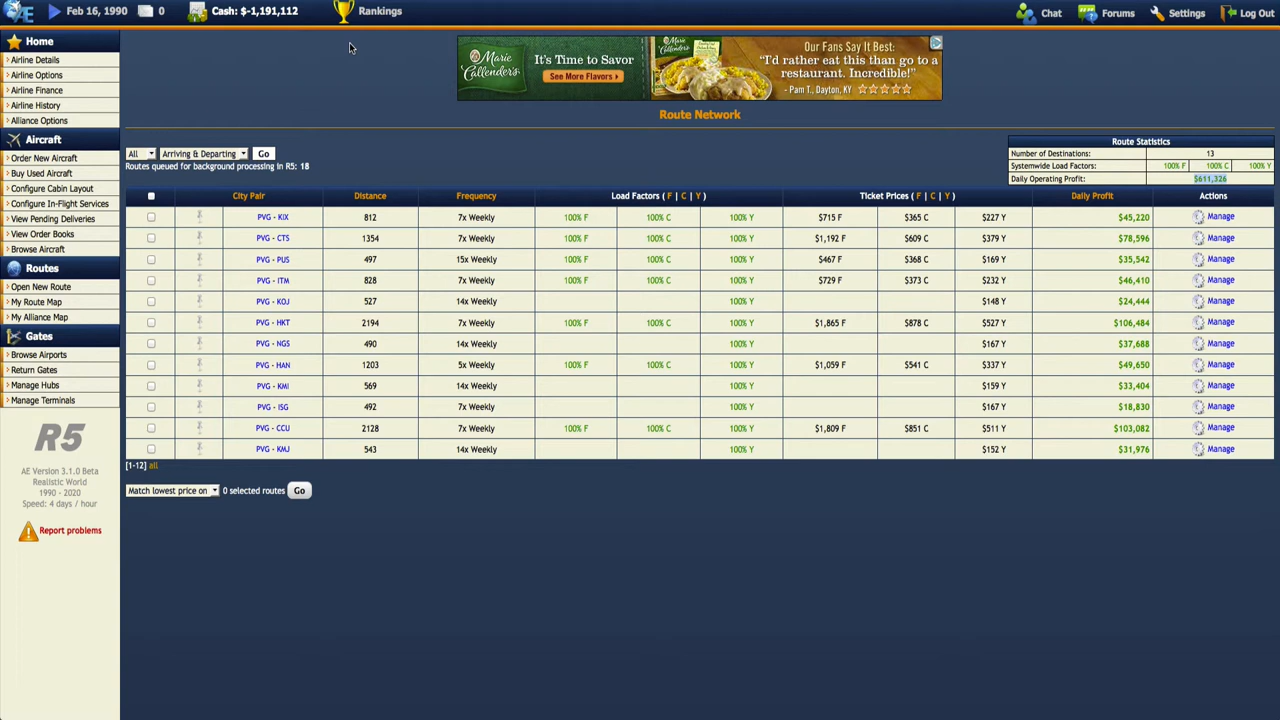 AE Feb 16, 1990 0 Cash: $-1,191,112 Rankings Chat Forums Settings Log Out
Home
Airline Details
Airline Options
Airline Finance
Airline History
Alliance Options
Aircraft
Order New Aircraft
Buy Used Aircraft
Configure Cabin Layout
Configure In-Flight Services
View Pending Deliveries
View Order Books
Browse Aircraft
Routes
Open New Route
My Route Map
My Alliance Map
Gates
Browse Airports
Return Gates
Manage Hubs
Manage Terminals
R5
AE Version 3.1.0 Beta
Realistic World
1990 - 2020
Speed: 4 days / hour
Report problems
Marie Callender's
It's Time to Savor
See More Flavors
Our Fans Say It Best:
"I'd rather eat this than go to a
restaurant. Incredible!"
- Pam T., Dayton, KY
Route Network
Route Statistics
Number of Destinations: 13
Systemwide Load Factors: 100% F 100% C 100% Y
Daily Operating Profit: $611,326
All Arriving & Departing Go
Routes queued for background processing in R5: 18
City Pair Distance Frequency Load Factors ( F | C | Y ) Ticket Prices ( F | C | Y ) Daily Profit Actions
PVG - KIX 812 7x Weekly 100% F 100% C 100% Y $715 F $365 C $227 Y $45,220 Manage
PVG - CTS 1354 7x Weekly 100% F 100% C 100% Y $1,192 F $609 C $379 Y $78,596 Manage
PVG - PUS 497 15x Weekly 100% F 100% C 100% Y $467 F $368 C $169 Y $35,542 Manage
PVG - ITM 828 7x Weekly 100% F 100% C 100% Y $729 F $373 C $232 Y $46,410 Manage
PVG - KOJ 527 14x Weekly 100% Y $148 Y $24,444 Manage
PVG - HKT 2194 7x Weekly 100% F 100% C 100% Y $1,865 F $878 C $527 Y $106,484 Manage
PVG - NGS 490 14x Weekly 100% Y $167 Y $37,688 Manage
PVG - HAN 1203 5x Weekly 100% F 100% C 100% Y $1,059 F $541 C $337 Y $49,650 Manage
PVG - KMI 569 14x Weekly 100% Y $159 Y $33,404 Manage
PVG - ISG 492 7x Weekly 100% Y $167 Y $18,830 Manage
PVG - CCU 2128 7x Weekly 100% F 100% C 100% Y $1,809 F $851 C $511 Y $103,082 Manage
PVG - KMJ 543 14x Weekly 100% Y $152 Y $31,976 Manage
[1-12] all
Match lowest price on 0 selected routes Go